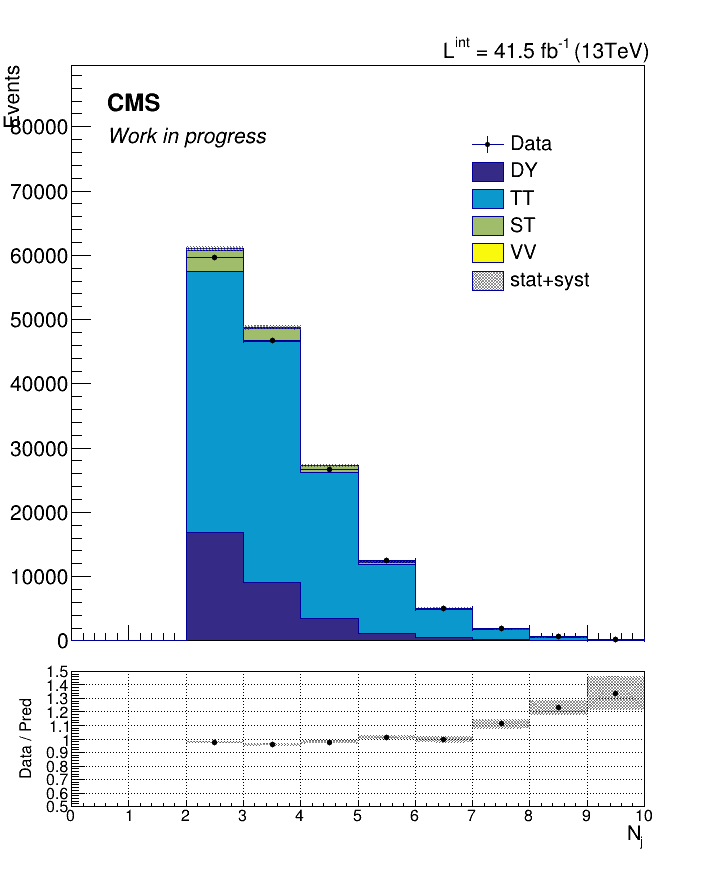 L^int = 41.5 fb^-1 (13TeV)
Events
CMS
Work in progress
Data
DY
TT
ST
VV
stat+syst
80000
70000
60000
50000
40000
30000
20000
10000
0
Data / Pred
1.5
1.4
1.3
1.2
1.1
1
0.9
0.8
0.7
0.6
0.5
0 1 2 3 4 5 6 7 8 9 10
N_j